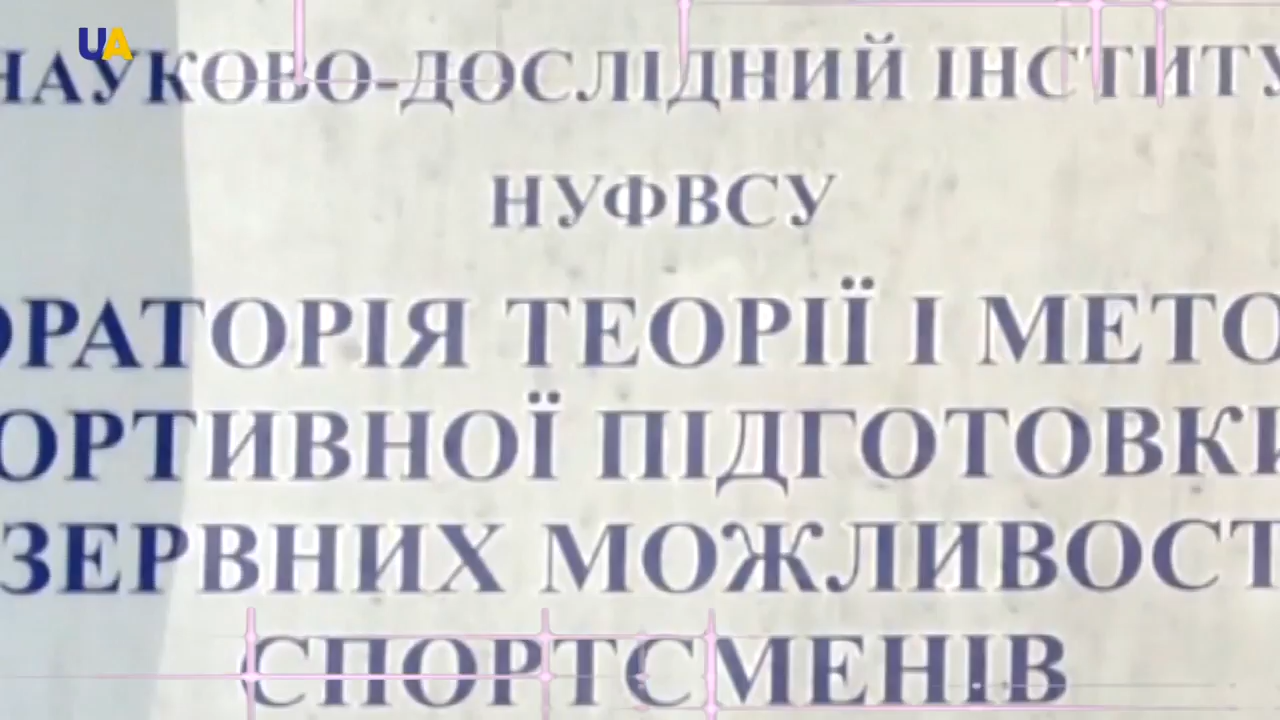 UA
НАУКОВО-ДОСЛІДНИЙ ІНСТИТУ
НУФВСУ
ОРАТОРІЯ ТЕОРІЇ І МЕТО
ОРТИВНОЇ ПІДГОТОВКИ
ЗЕРВНИХ МОЖЛИВОСТ
СПОРТСМЕНІВ